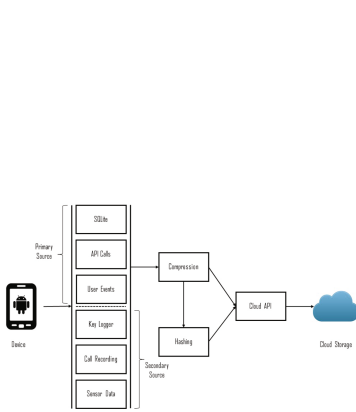 SQLite
Primary
Source
API Calls
User Events
Compression
Cloud API
Key Logger
Device
Hashing
Cloud Storage
Call Recording
Secondary
Source
Sensor Data